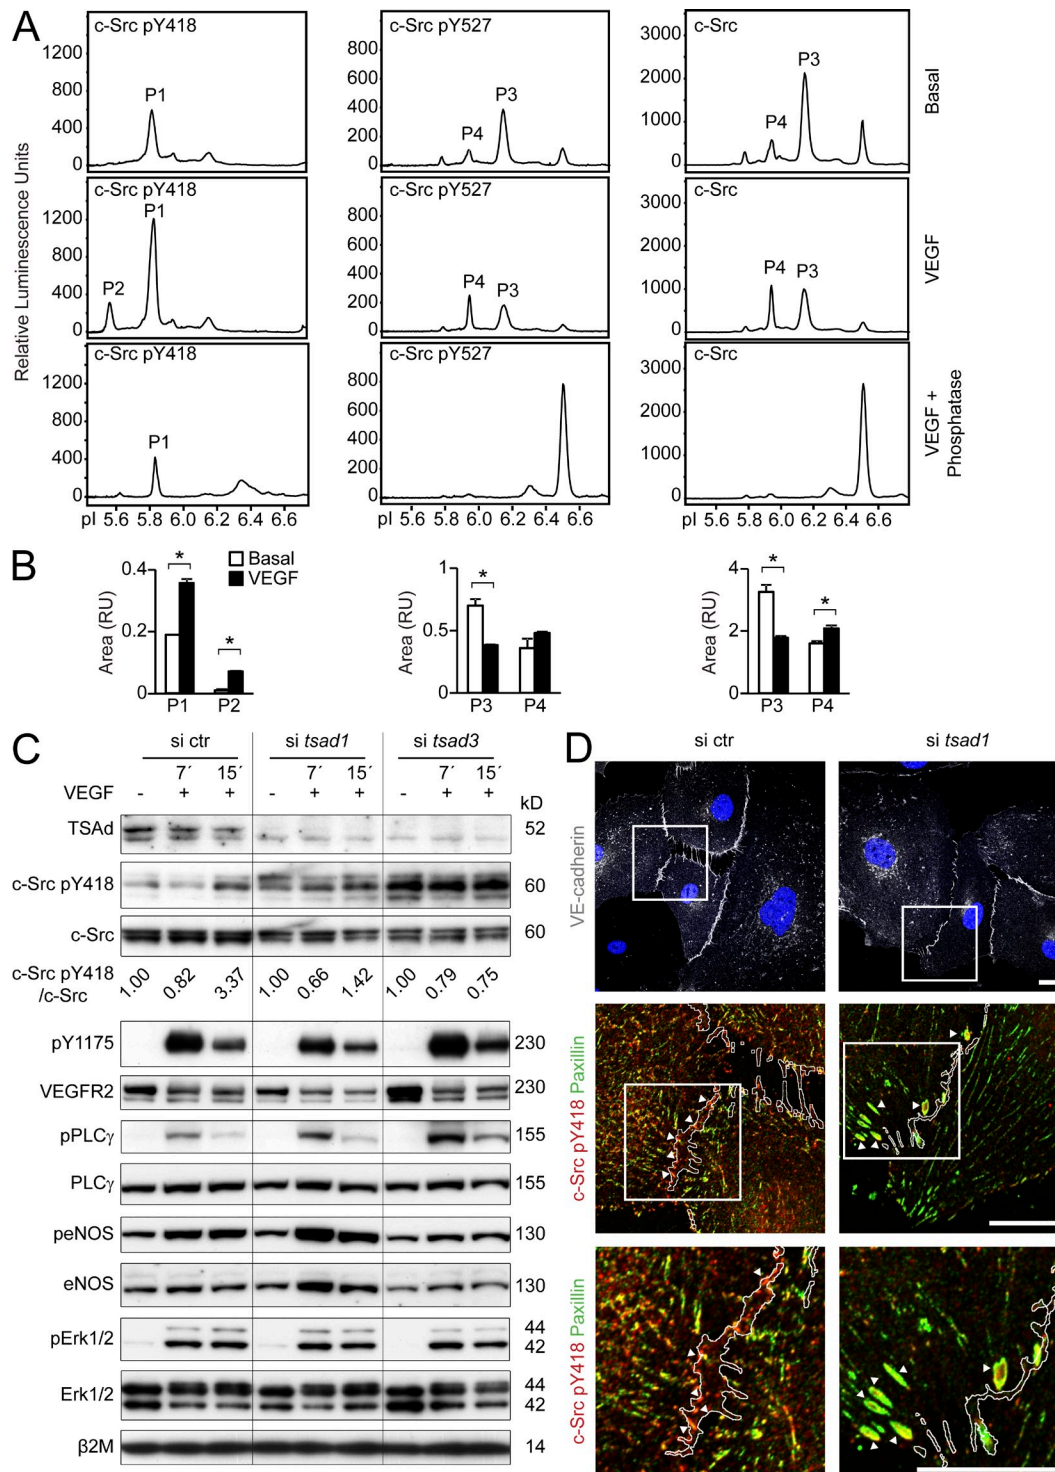 A
c-Src pY418
c-Src pY527
c-Src
1200
800
400
0
P1
800
600
400
200
0
P4
P3
3000
2000
1000
0
P4
P3
Basal
Relative Luminescence Units
c-Src pY418
c-Src pY527
c-Src
1200
800
400
0
P2
P1
800
600
400
200
0
P4
P3
3000
2000
1000
0
P4
P3
VEGF
c-Src pY418
c-Src pY527
c-Src
1200
800
400
0
P1
800
600
400
200
0
3000
2000
1000
0
VEGF +
Phosphatase
pI 5.6 5.8 6.0 6.2 6.4 6.6
pI 5.6 5.8 6.0 6.2 6.4 6.6
pI 5.6 5.8 6.0 6.2 6.4 6.6
B
Area (RU)
0.4
0.2
0
*
*
P1 P2
Basal
VEGF
Area (RU)
1
0.5
0
*
P3 P4
Area (RU)
4
2
0
*
*
P3 P4
C
si ctr si tsad1 si tsad3
7´ 15´ 7´ 15´ 7´ 15´
VEGF - + + - + + - + + kD
TSAd 52
c-Src pY418 60
c-Src 60
c-Src pY418
/c-Src
1.00 0.82 3.37 1.00 0.66 1.42 1.00 0.79 0.75
pY1175 230
VEGFR2 230
pPLCγ 155
PLCγ 155
peNOS 130
eNOS 130
pErk1/2 44
42
Erk1/2 44
42
β2M 14
D
si ctr si tsad1
VE-cadherin
c-Src pY418 Paxillin
c-Src pY418 Paxillin